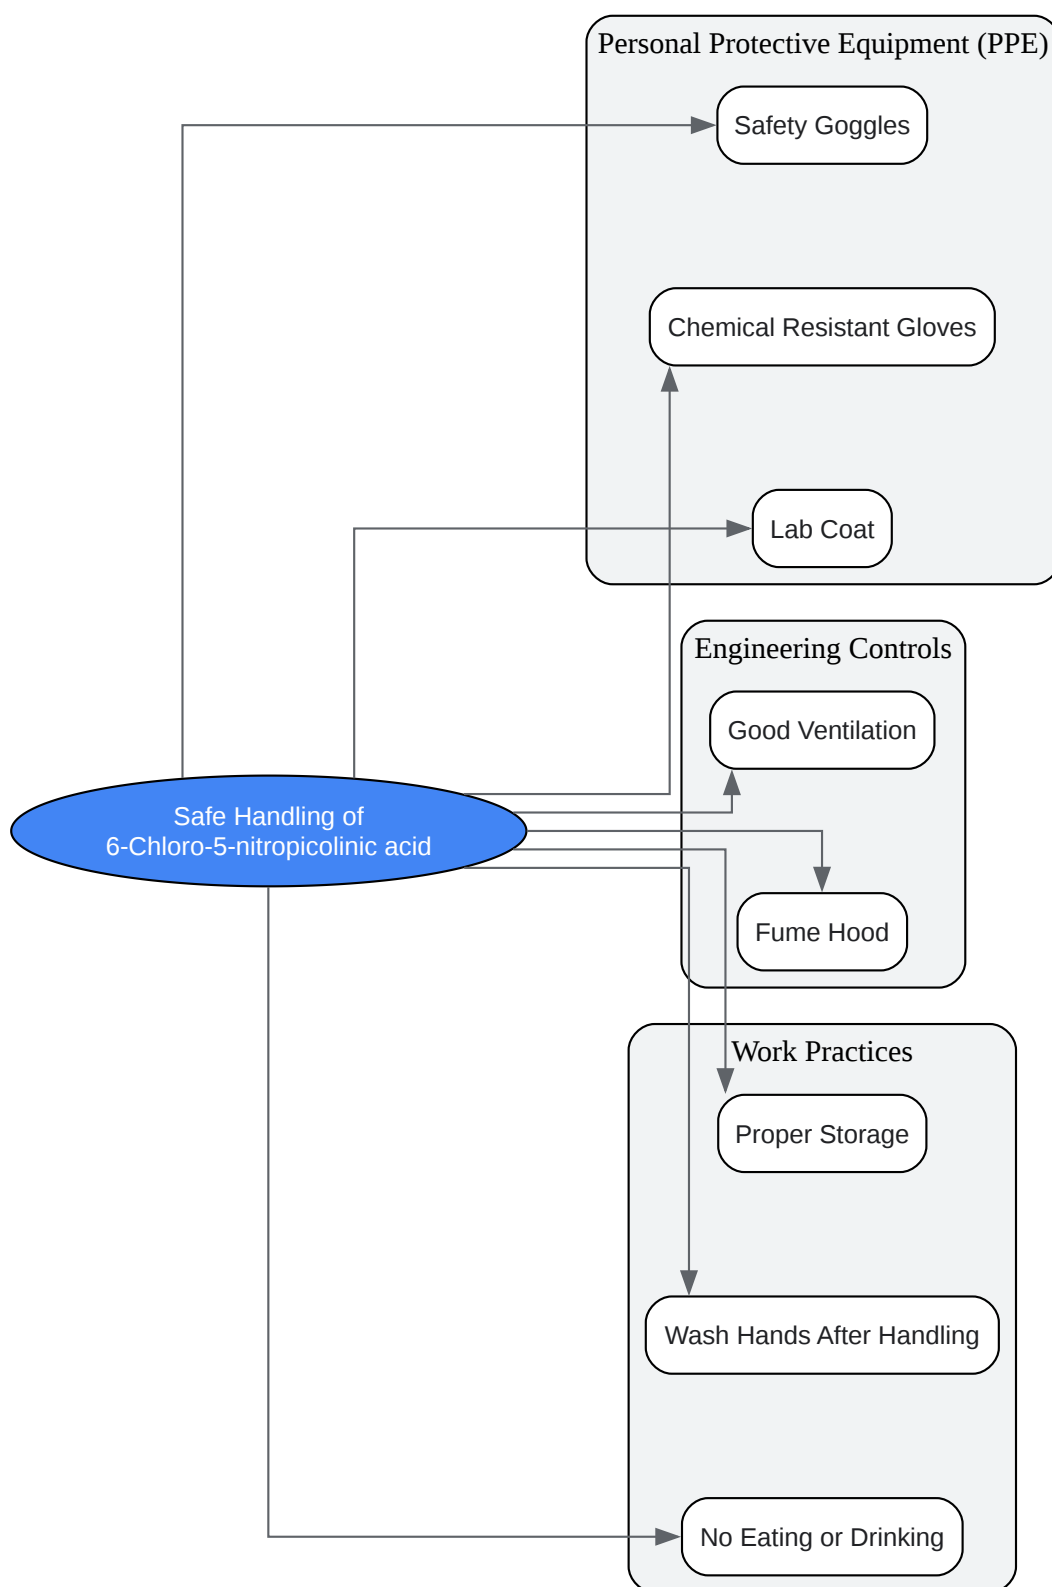 Personal Protective Equipment (PPE)
Safety Goggles
Chemical Resistant Gloves
Lab Coat
Engineering Controls
Good Ventilation
Safe Handling of
6-Chloro-5-nitropicolinic acid
Fume Hood
Work Practices
Proper Storage
Wash Hands After Handling
No Eating or Drinking